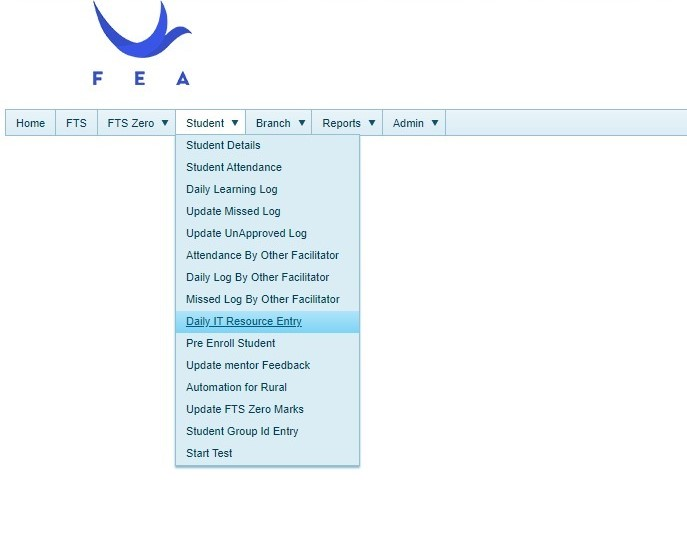 F E A
Home FTS FTS Zero Student Branch Reports Admin
Student Details
Student Attendance
Daily Learning Log
Update Missed Log
Update UnApproved Log
Attendance By Other Facilitator
Daily Log By Other Facilitator
Missed Log By Other Facilitator
Daily IT Resource Entry
Pre Enroll Student
Update mentor Feedback
Automation for Rural
Update FTS Zero Marks
Student Group Id Entry
Start Test